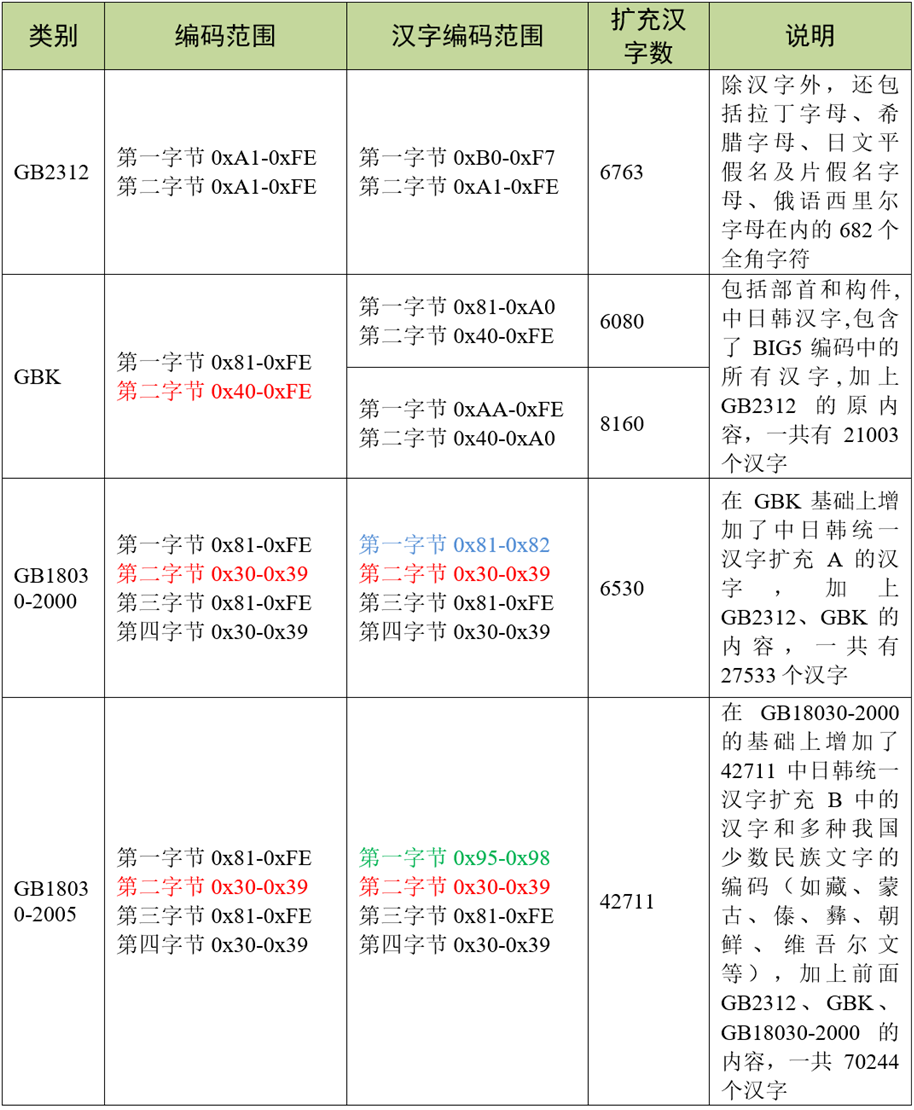 类别
编码范围
汉字编码范围
扩充汉
字数
说明
GB2312
第一字节 0xA1-0xFE
第二字节 0xA1-0xFE
第一字节 0xB0-0xF7
第二字节 0xA1-0xFE
6763
除汉字外，还包
括拉丁字母、希
腊字母、日文平
假名及片假名字
母、俄语西里尔
字母在内的 682 个
全角字符
GBK
第一字节 0x81-0xFE
第二字节 0x40-0xFE
第一字节 0x81-0xA0
第二字节 0x40-0xFE
6080
第一字节 0xAA-0xFE
第二字节 0x40-0xA0
8160
包括部首和构件,
中日韩汉字,包含
了 BIG5 编码中的
所有汉字,加上
GB2312 的原内
容，一共有 21003
个汉字
GB1803
0-2000
第一字节 0x81-0xFE
第二字节 0x30-0x39
第三字节 0x81-0xFE
第四字节 0x30-0x39
第一字节 0x81-0x82
第二字节 0x30-0x39
第三字节 0x81-0xFE
第四字节 0x30-0x39
6530
在 GBK 基础上增
加了中日韩统一
汉字扩充 A 的汉
字，加上
GB2312、GBK 的
内容，一共有
27533 个汉字
GB1803
0-2005
第一字节 0x81-0xFE
第二字节 0x30-0x39
第三字节 0x81-0xFE
第四字节 0x30-0x39
第一字节 0x95-0x98
第二字节 0x30-0x39
第三字节 0x81-0xFE
第四字节 0x30-0x39
42711
在 GB18030-2000
的基础上增加了
42711 中日韩统一
汉字扩充 B 中的
汉字和多种我国
少数民族文字的
编码（如藏、蒙
古、傣、彝、朝
鲜、维吾尔文
等），加上前面
GB2312、GBK、
GB18030-2000 的
内容，一共 70244
个汉字